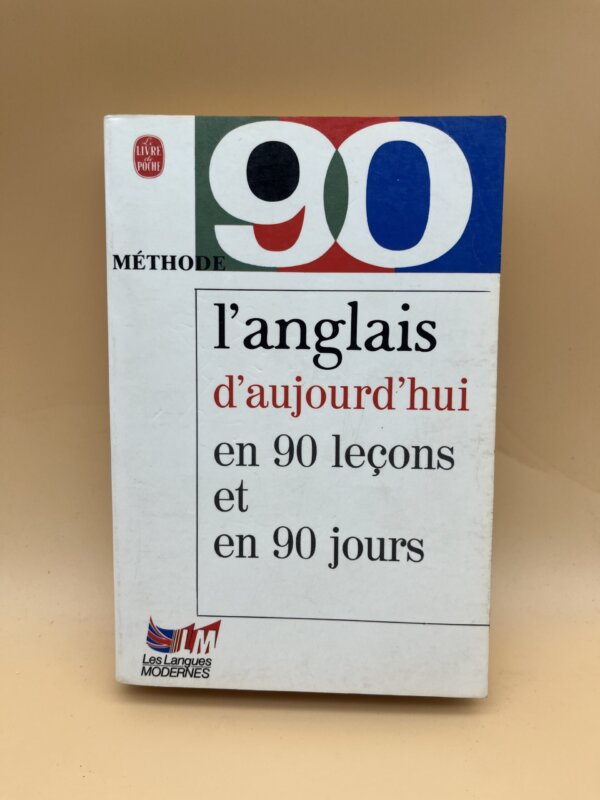 Le
LIVRE
de
POCHE
90
MÉTHODE
l'anglais
d'aujourd'hui
en 90 leçons
et
en 90 jours
LM
Les Langues
MODERNES